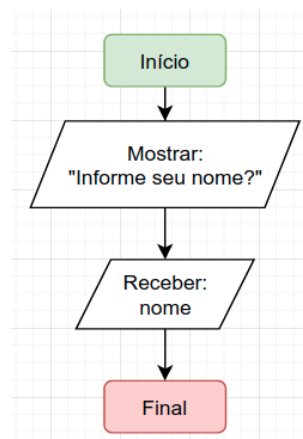 Início
Mostrar:
"Informe seu nome?"
Receber:
nome
Final